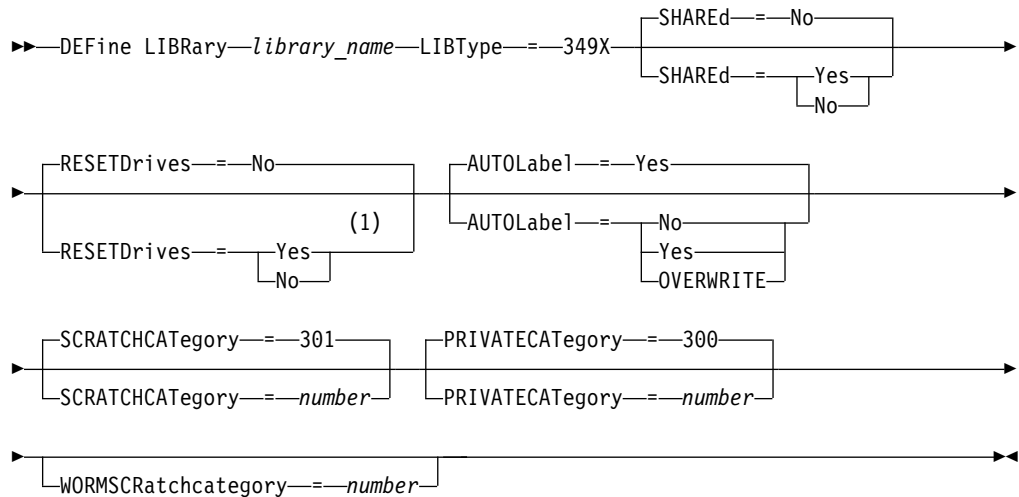 SHAREd = No
DEFine LIBRary library_name LIBType = 349X
SHAREd = Yes
No
RESETDrives = No
AUTOLabel = Yes
(1)
RESETDrives = Yes
No
AUTOLabel = No
Yes
OVERWRITE
SCRATCHCATegory = 301
PRIVATECATegory = 300
SCRATCHCATegory = number
PRIVATECATegory = number
WORMSCRatchcategory = number